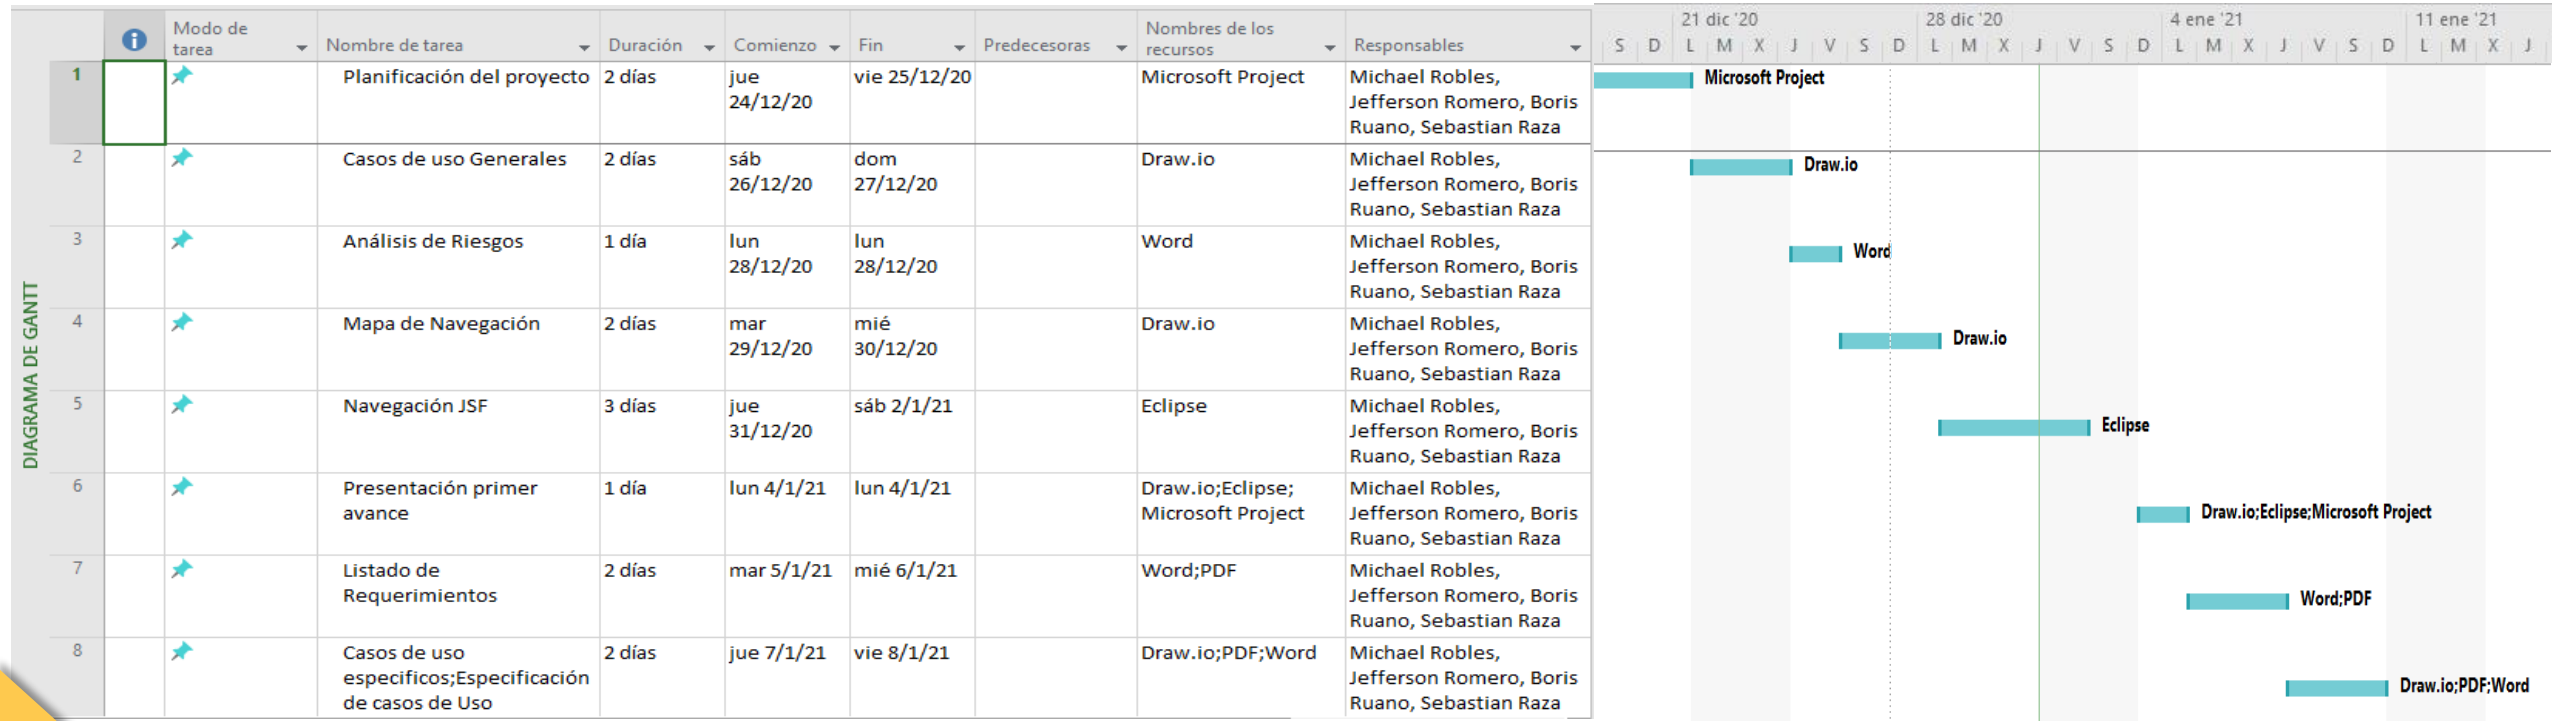 Modo de
tarea
Nombre de tarea
Duración
Comienzo
Fin
Predecesoras
Nombres de los
recursos
Responsables
21 dic '20
28 dic '20
4 ene '21
11 ene '21
S D L M X J V S D L M X J V S D L M X J V S D L M X J
DIAGRAMA DE GANTT
1
Planificación del proyecto
2 días
jue
24/12/20
vie 25/12/20
Microsoft Project
Michael Robles,
Jefferson Romero, Boris
Ruano, Sebastian Raza
Microsoft Project
2
Casos de uso Generales
2 días
sáb
26/12/20
dom
27/12/20
Draw.io
Michael Robles,
Jefferson Romero, Boris
Ruano, Sebastian Raza
Draw.io
3
Análisis de Riesgos
1 día
lun
28/12/20
lun
28/12/20
Word
Michael Robles,
Jefferson Romero, Boris
Ruano, Sebastian Raza
Word
4
Mapa de Navegación
2 días
mar
29/12/20
mié
30/12/20
Draw.io
Michael Robles,
Jefferson Romero, Boris
Ruano, Sebastian Raza
Draw.io
5
Navegación JSF
3 días
jue
31/12/20
sáb 2/1/21
Eclipse
Michael Robles,
Jefferson Romero, Boris
Ruano, Sebastian Raza
Eclipse
6
Presentación primer
avance
1 día
lun 4/1/21
lun 4/1/21
Draw.io;Eclipse;
Microsoft Project
Michael Robles,
Jefferson Romero, Boris
Ruano, Sebastian Raza
Draw.io;Eclipse;Microsoft Project
7
Listado de
Requerimientos
2 días
mar 5/1/21
mié 6/1/21
Word;PDF
Michael Robles,
Jefferson Romero, Boris
Ruano, Sebastian Raza
Word;PDF
8
Casos de uso
especificos;Especificación
de casos de Uso
2 días
jue 7/1/21
vie 8/1/21
Draw.io;PDF;Word
Michael Robles,
Jefferson Romero, Boris
Ruano, Sebastian Raza
Draw.io;PDF;Word